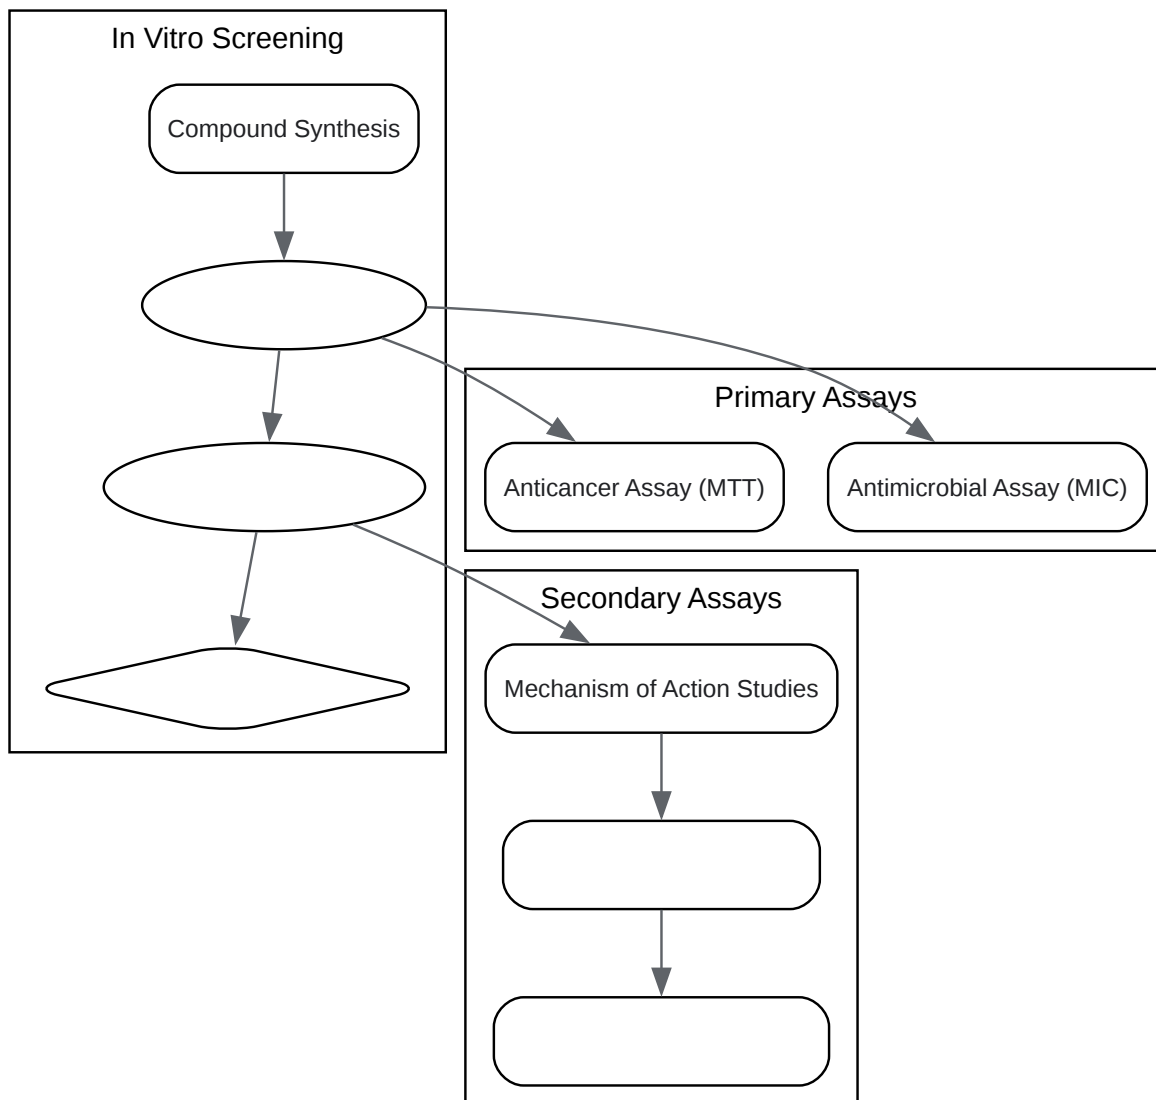 In Vitro Screening
Compound Synthesis
Primary Assays
Anticancer Assay (MTT)
Antimicrobial Assay (MIC)
Secondary Assays
Mechanism of Action Studies